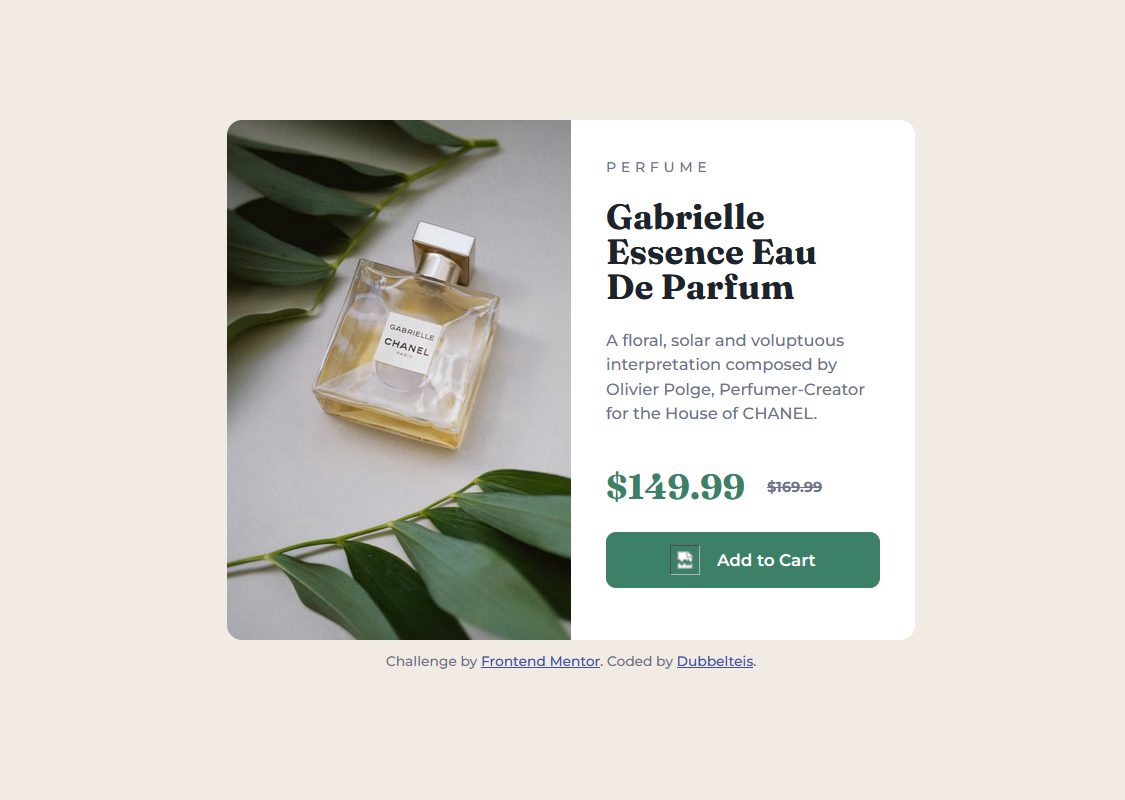 GABRIELLE
CHANEL
PARIS
PERFUME
Gabrielle
Essence Eau
De Parfum
A floral, solar and voluptuous
interpretation composed by
Olivier Polge, Perfumer-Creator
for the House of CHANEL.
$149.99 $169.99
Add to Cart
Challenge by Frontend Mentor. Coded by Dubbelteis.